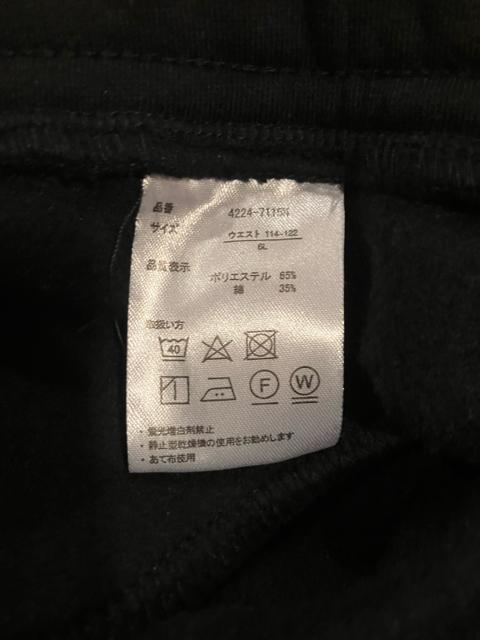 品番 4224-7115N
サイズ ウエスト 114-122
6L
品質表示
ポリエステル 65%
綿 35%
取扱い方
40
F W
・蛍光増白剤禁止
・静止型乾燥機の使用をお勧めします
・あて布使用